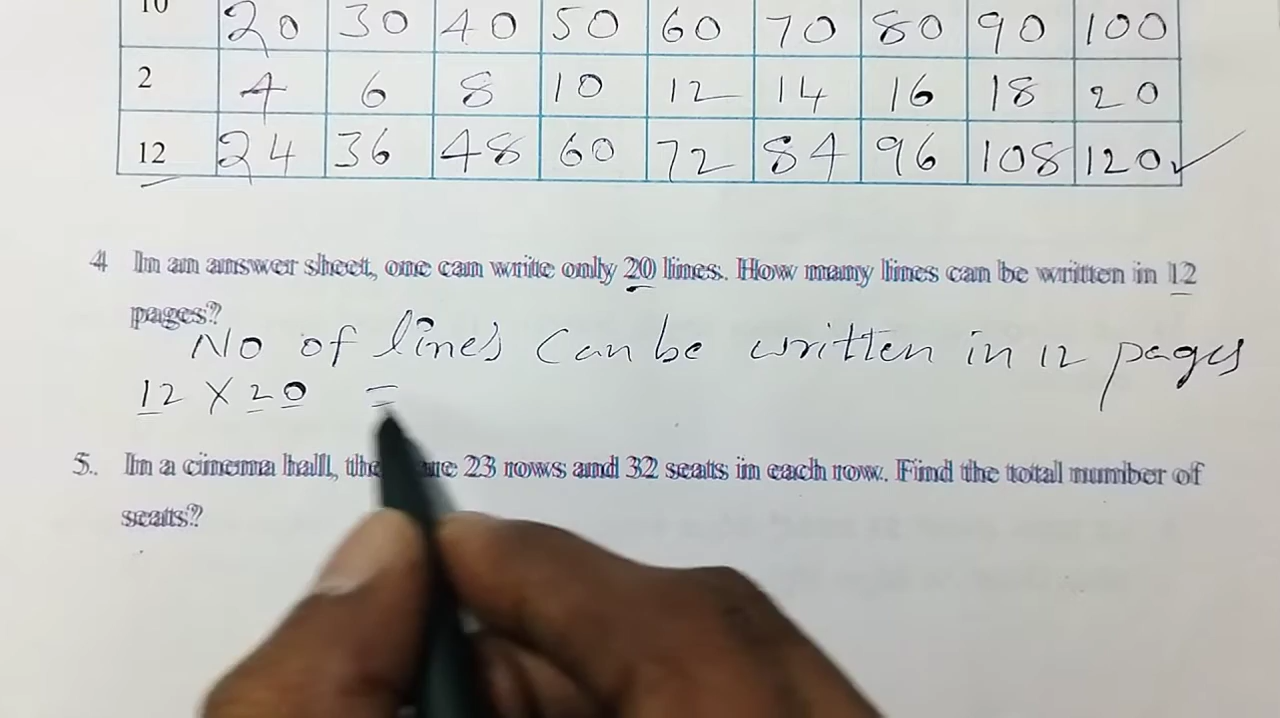 10 20 30 40 50 60 70 80 90 100
2 4 6 8 10 12 14 16 18 20
12 24 36 48 60 72 84 96 108 120
4 In an answer sheet, one can write only 20 lines. How many lines can be written in 12
pages?
No of lines can be written in 12 pages
12 X 20 =
5. In a cinema hall, the are 23 rows and 32 seats in each row. Find the total number of
seats?